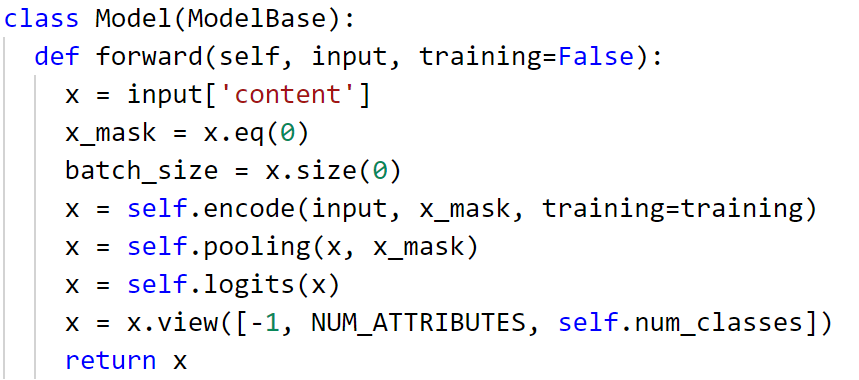 class Model(ModelBase):
  def forward(self, input, training=False):
    x = input['content']
    x_mask = x.eq(0)
    batch_size = x.size(0)
    x = self.encode(input, x_mask, training=training)
    x = self.pooling(x, x_mask)
    x = self.logits(x)
    x = x.view([-1, NUM_ATTRIBUTES, self.num_classes])
    return x